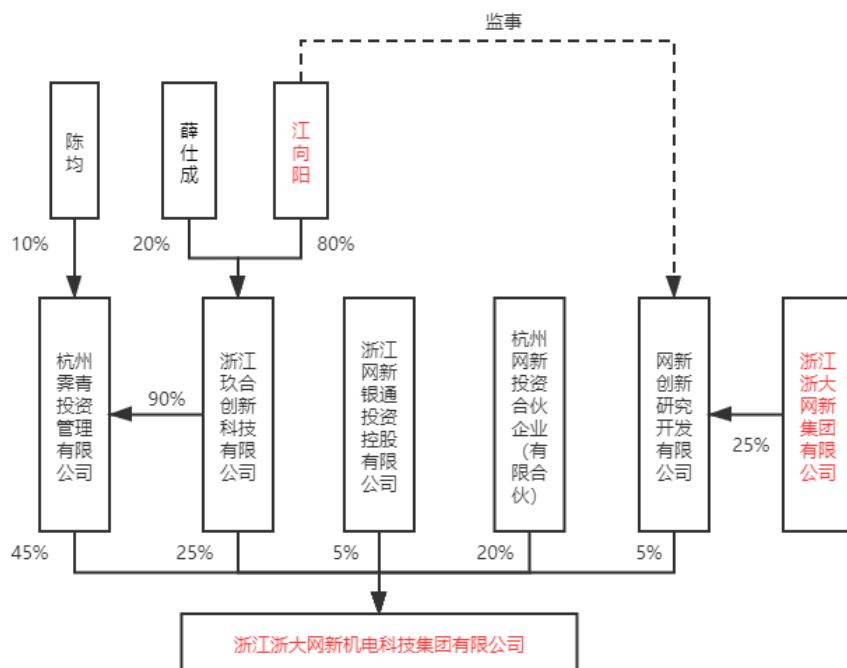 监事
陈
均
薛
仕
成
江
向
阳
10%
20%
80%
杭州
霁青
投资
管理
有限
公司
90%
浙江
玖合
创新
科技
有限
公司
浙江
网新
银通
投资
控股
有限
公司
杭州
网新
投资
合伙
企业
（有
限合
伙）
网新
创新
研究
开发
有限
公司
25%
浙江
浙大
网新
集团
有限
公司
45%
25%
5%
20%
5%
浙江浙大网新机电科技集团有限公司